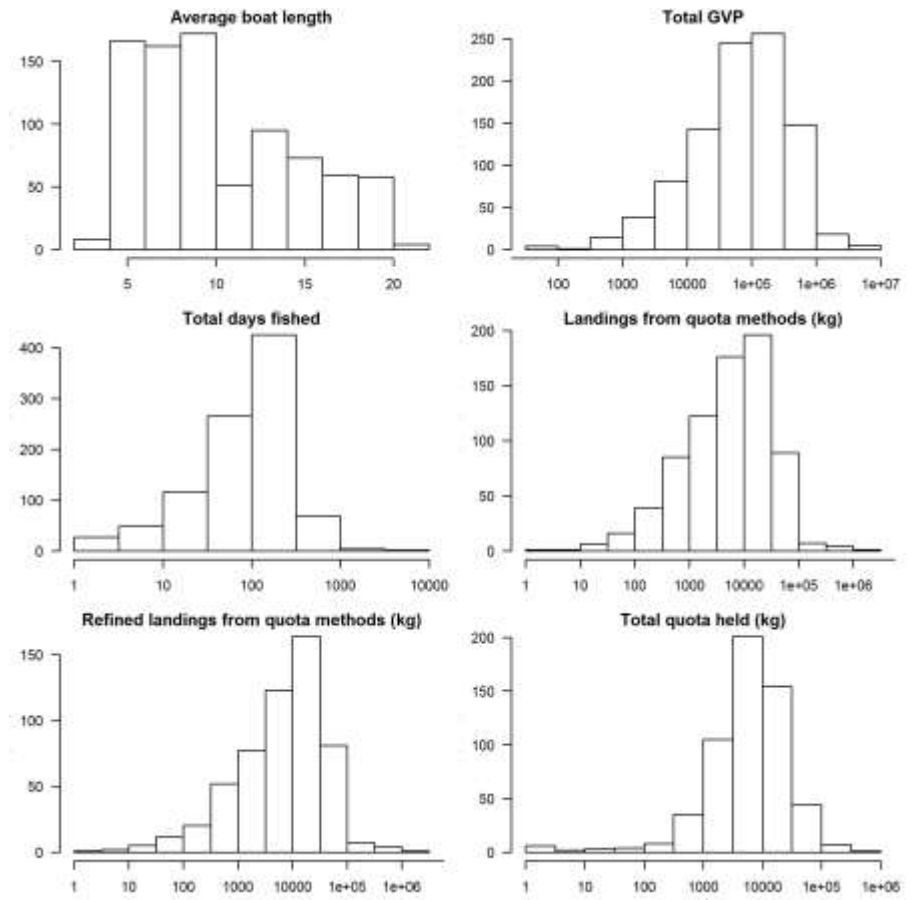 Average boat length
150
100
50
0
5 10 15 20
Total GVP
250
200
150
100
50
0
100 1000 10000 1e+05 1e+06 1e+07
Total days fished
400
300
200
100
0
1 10 100 1000 10000
Landings from quota methods (kg)
200
150
100
50
0
1 10 100 1000 10000 1e+05 1e+06
Refined landings from quota methods (kg)
150
100
50
0
1 10 100 1000 10000 1e+05 1e+06
Total quota held (kg)
200
150
100
50
0
1 10 100 1000 10000 1e+05 1e+06